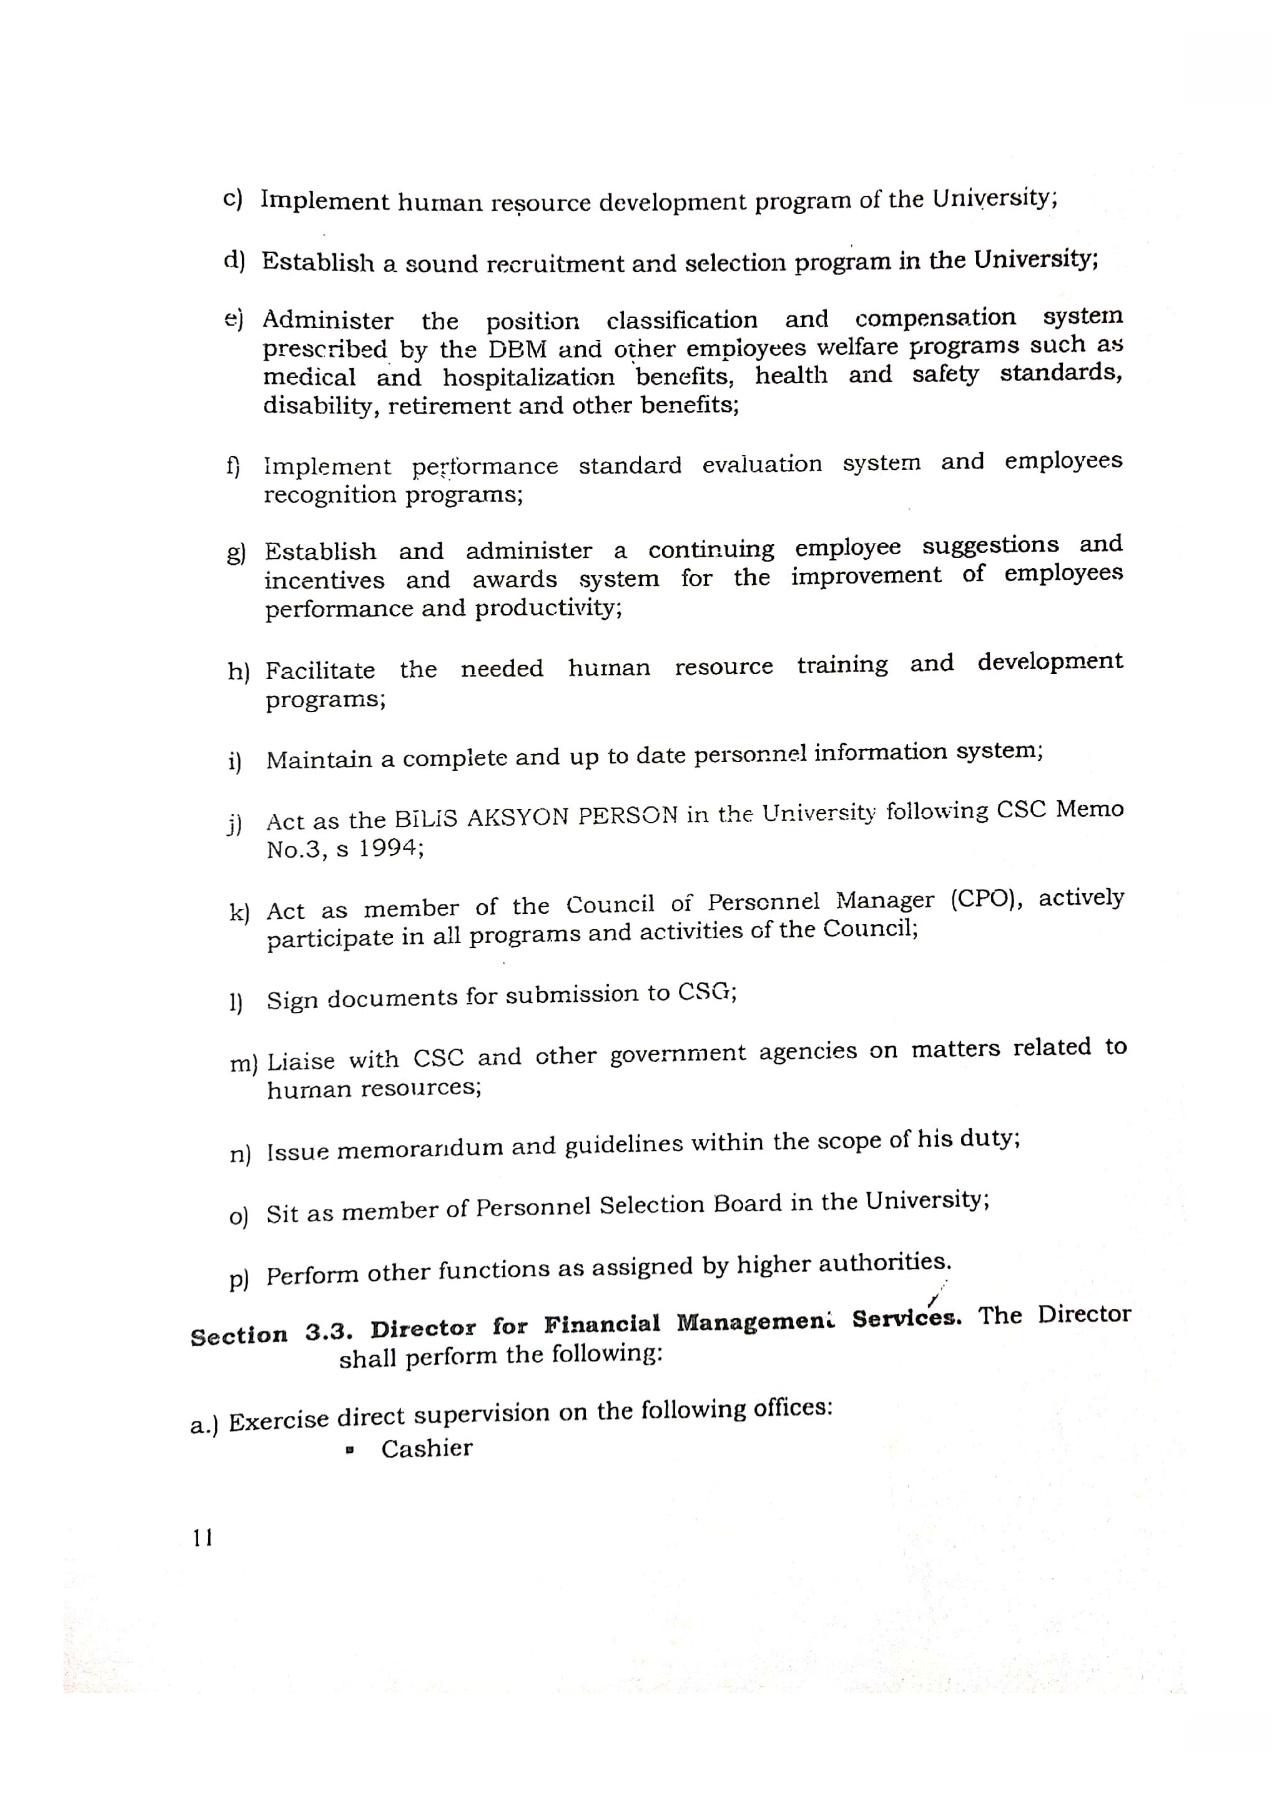 c) Implement human resource development program of the University;
d) Establish a sound recruitment and selection program in the University;
e) Administer the position classification and compensation system
prescribed by the DBM and other employees welfare programs such as
medical and hospitalization benefits, health and safety standards,
disability, retirement and other benefits;
f) Implement performance standard evaluation system and employees
recognition programs;
g) Establish and administer a continuing employee suggestions and
incentives and awards system for the improvement of employees
performance and productivity;
h) Facilitate the needed human resource training and development
programs;
i) Maintain a complete and up to date personnel information system;
j) Act as the BILIS AKSYON PERSON in the University following CSC Memo
No.3, s 1994;
k) Act as member of the Council of Personnel Manager (CPO), actively
participate in all programs and activities of the Council;
l) Sign documents for submission to CSG;
m) Liaise with CSC and other government agencies on matters related to
human resources;
n) Issue memorandum and guidelines within the scope of his duty;
o) Sit as member of Personnel Selection Board in the University;
p) Perform other functions as assigned by higher authorities.
Section 3.3. Director for Financial Management Services. The Director
shall perform the following:
a.) Exercise direct supervision on the following offices:
▪ Cashier
11